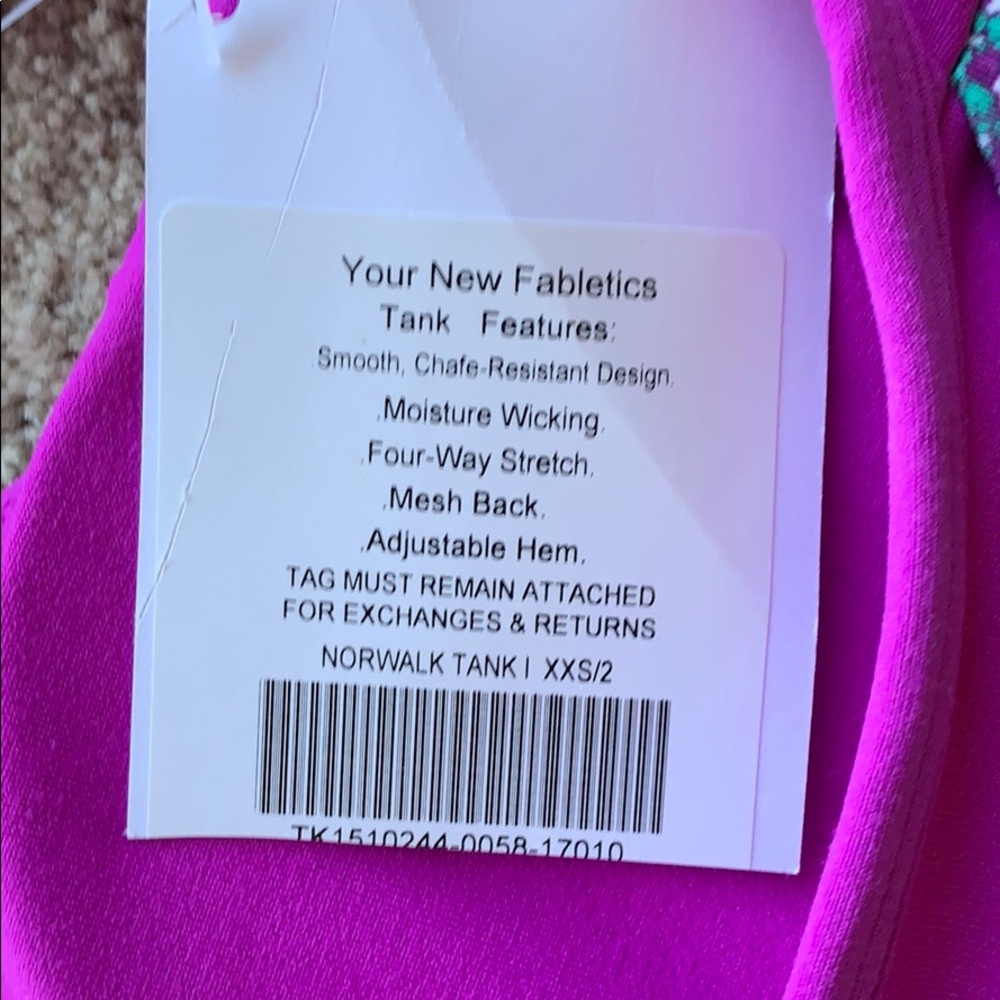 Your New Fabletics
Tank Features:
.Smooth, Chafe-Resistant Design.
.Moisture Wicking.
.Four-Way Stretch.
.Mesh Back.
.Adjustable Hem.
TAG MUST REMAIN ATTACHED
FOR EXCHANGES & RETURNS
NORWALK TANK I XXS/2
TK1510244-0058-17010